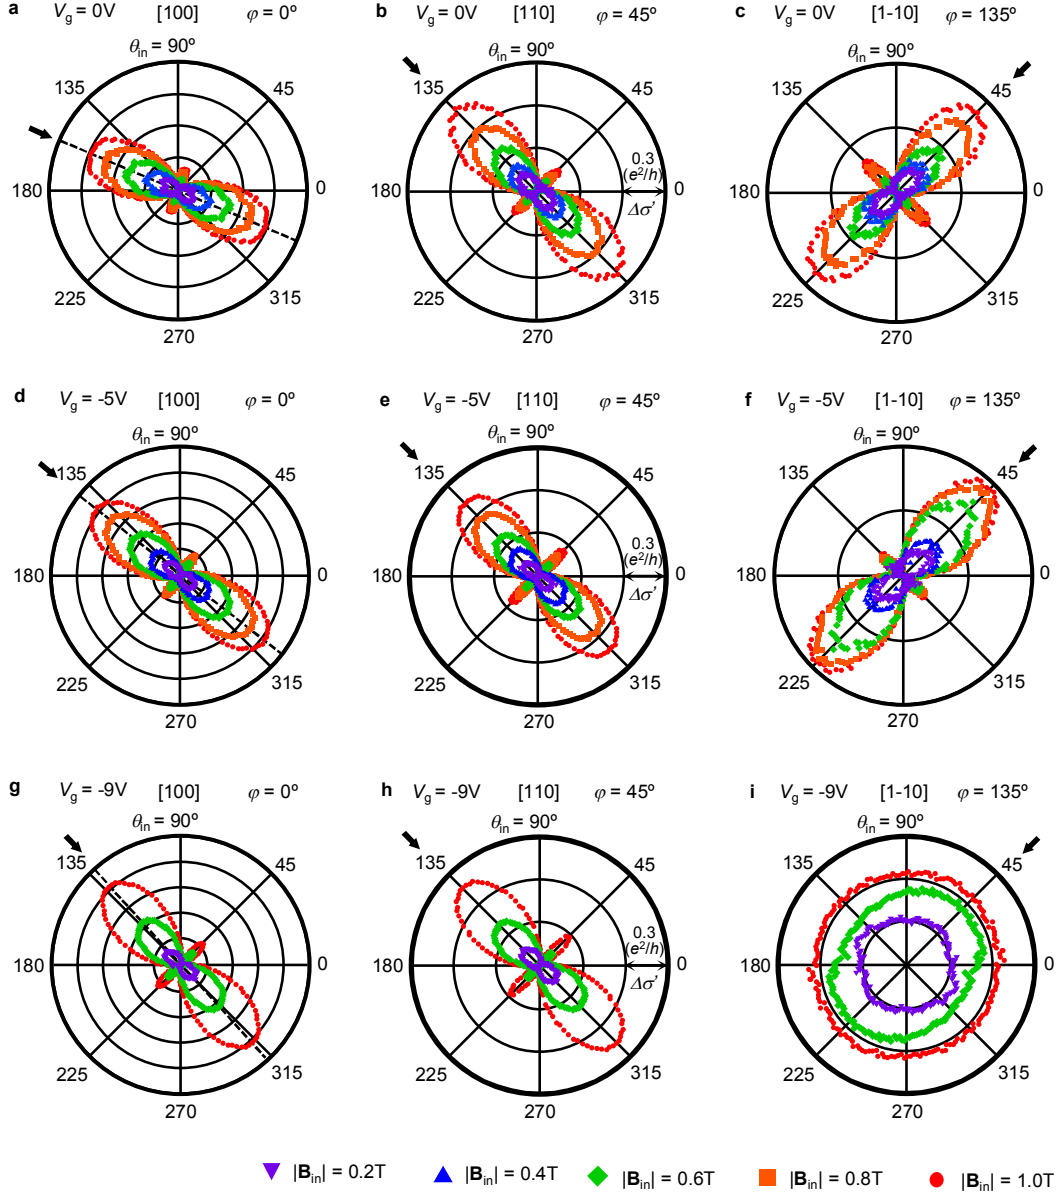 a V_g = 0V [100] φ = 0º
θ_in = 90º
135
45
180
0
225
315
270
b V_g = 0V [110] φ = 45º
θ_in = 90º
135
45
0.3
(e²/h)
Δσ'
180
0
225
315
270
c V_g = 0V [1-10] φ = 135º
θ_in = 90º
135
45
180
0
225
315
270
d V_g = -5V [100] φ = 0º
θ_in = 90º
135
45
180
0
225
315
270
e V_g = -5V [110] φ = 45º
θ_in = 90º
135
45
0.3
(e²/h)
Δσ'
180
0
225
315
270
f V_g = -5V [1-10] φ = 135º
θ_in = 90º
135
45
180
0
225
315
270
g V_g = -9V [100] φ = 0º
θ_in = 90º
135
45
180
0
225
315
270
h V_g = -9V [110] φ = 45º
θ_in = 90º
135
45
0.3
(e²/h)
Δσ'
180
0
225
315
270
i V_g = -9V [1-10] φ = 135º
θ_in = 90º
135
45
180
0
225
315
270
|B_in| = 0.2T |B_in| = 0.4T |B_in| = 0.6T |B_in| = 0.8T |B_in| = 1.0T